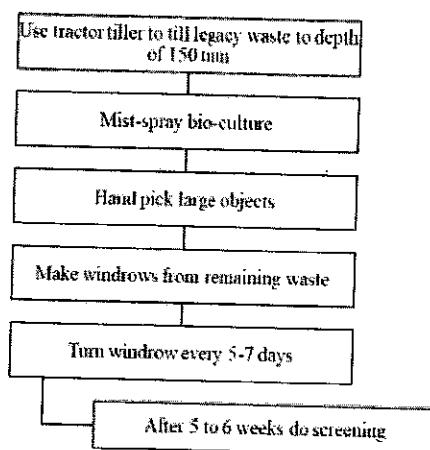 Use tractor tiller to till legacy waste to depth
of 150 mm
Mist-spray bio-culture
Hand pick large objects
Make windrows from remaining waste
Turn windrow every 5-7 days
After 5 to 6 weeks do screening